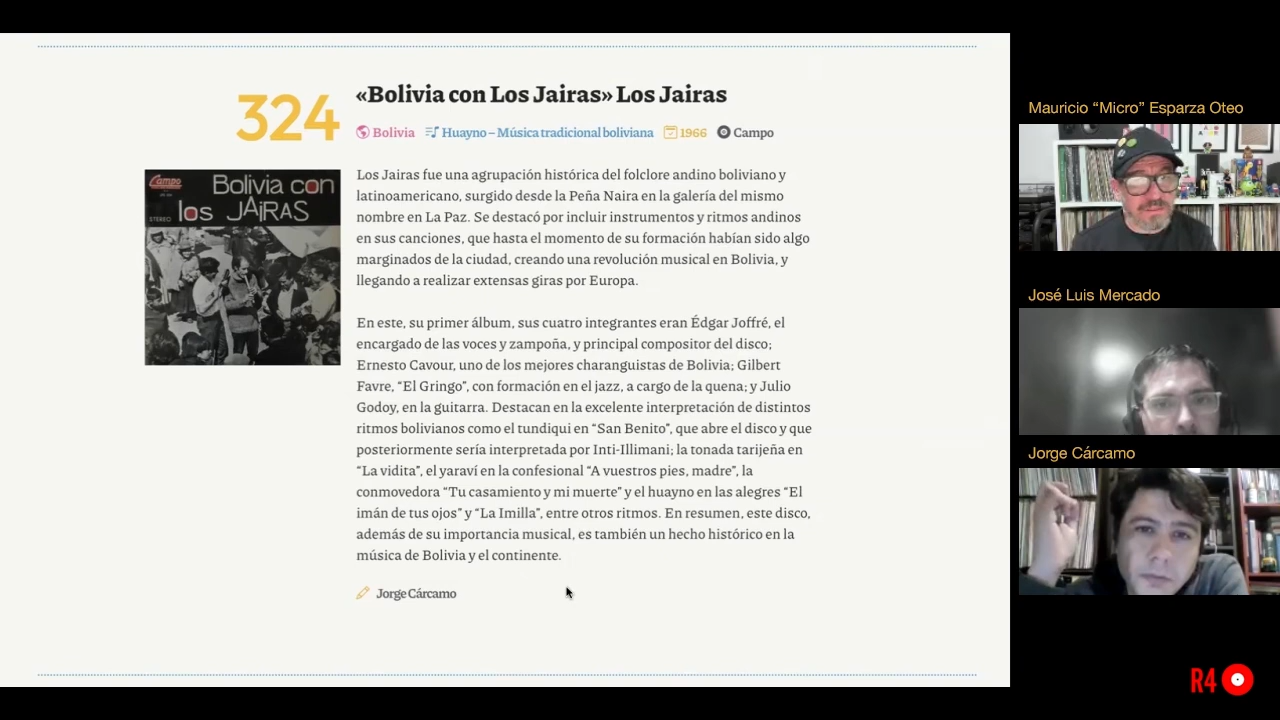 324
«Bolivia con Los Jairas» Los Jairas
Bolivia Huayno – Música tradicional boliviana 1966 Campo
Campo
STEREO
Bolivia con
los JAIRAS
Los Jairas fue una agrupación histórica del folclore andino boliviano y
latinoamericano, surgido desde la Peña Naira en la galería del mismo
nombre en La Paz. Se destacó por incluir instrumentos y ritmos andinos
en sus canciones, que hasta el momento de su formación habían sido algo
marginados de la ciudad, creando una revolución musical en Bolivia, y
llegando a realizar extensas giras por Europa.
En este, su primer álbum, sus cuatro integrantes eran Édgar Joffré, el
encargado de las voces y zampoña, y principal compositor del disco;
Ernesto Cavour, uno de los mejores charanguistas de Bolivia; Gilbert
Favre, “El Gringo”, con formación en el jazz, a cargo de la quena; y Julio
Godoy, en la guitarra. Destacan en la excelente interpretación de distintos
ritmos bolivianos como el tundiqui en “San Benito”, que abre el disco y que
posteriormente sería interpretada por Inti-Illimani; la tonada tarijeña en
“La vidita”, el yaraví en la confesional “A vuestros pies, madre”, la
conmovedora “Tu casamiento y mi muerte” y el huayno en las alegres “El
imán de tus ojos” y “La Imilla”, entre otros ritmos. En resumen, este disco,
además de su importancia musical, es también un hecho histórico en la
música de Bolivia y el continente.
Jorge Cárcamo
Mauricio “Micro” Esparza Oteo
José Luis Mercado
Jorge Cárcamo
R4